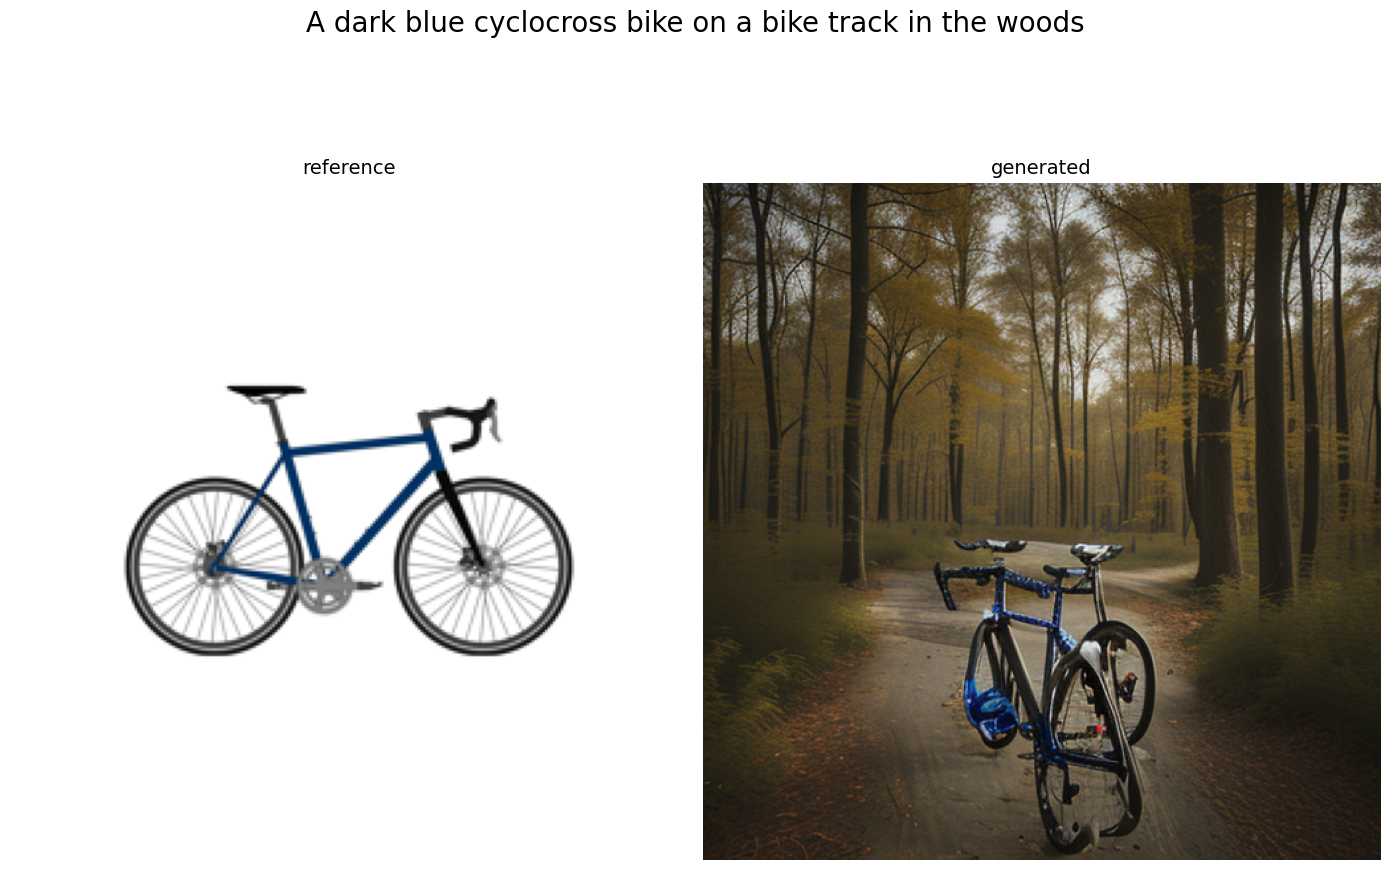 A dark blue cyclocross bike on a bike track in the woods
reference
generated